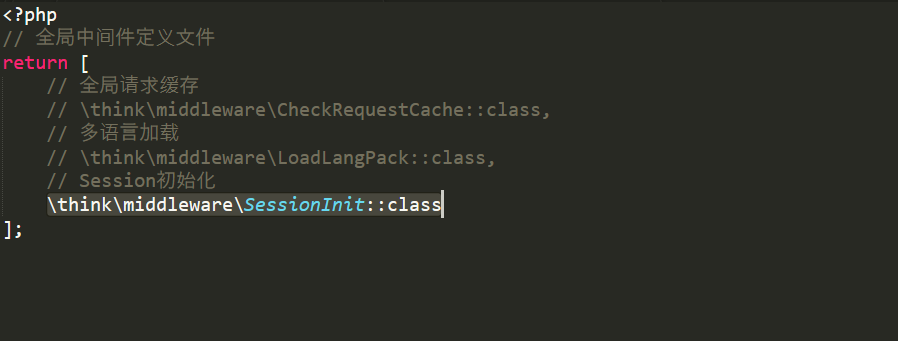 <?php
// 全局中间件定义文件
return [
    // 全局请求缓存
    // \think\middleware\CheckRequestCache::class,
    // 多语言加载
    // \think\middleware\LoadLangPack::class,
    // Session初始化
    \think\middleware\SessionInit::class
];